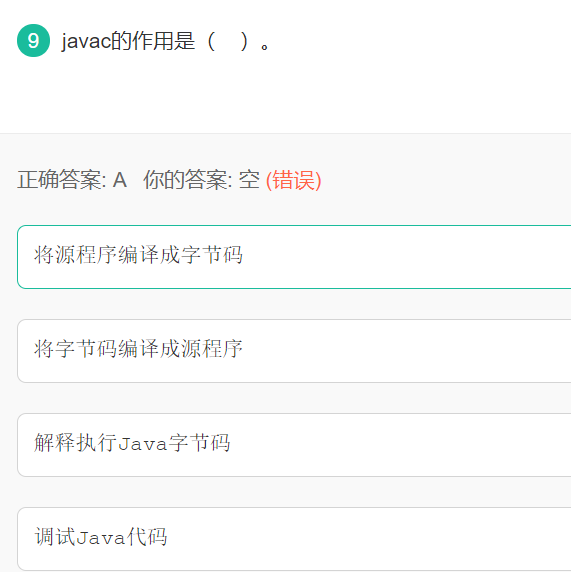 9 javac的作用是（ ）。
正确答案: A 你的答案: 空 (错误)
将源程序编译成字节码
将字节码编译成源程序
解释执行Java字节码
调试Java代码